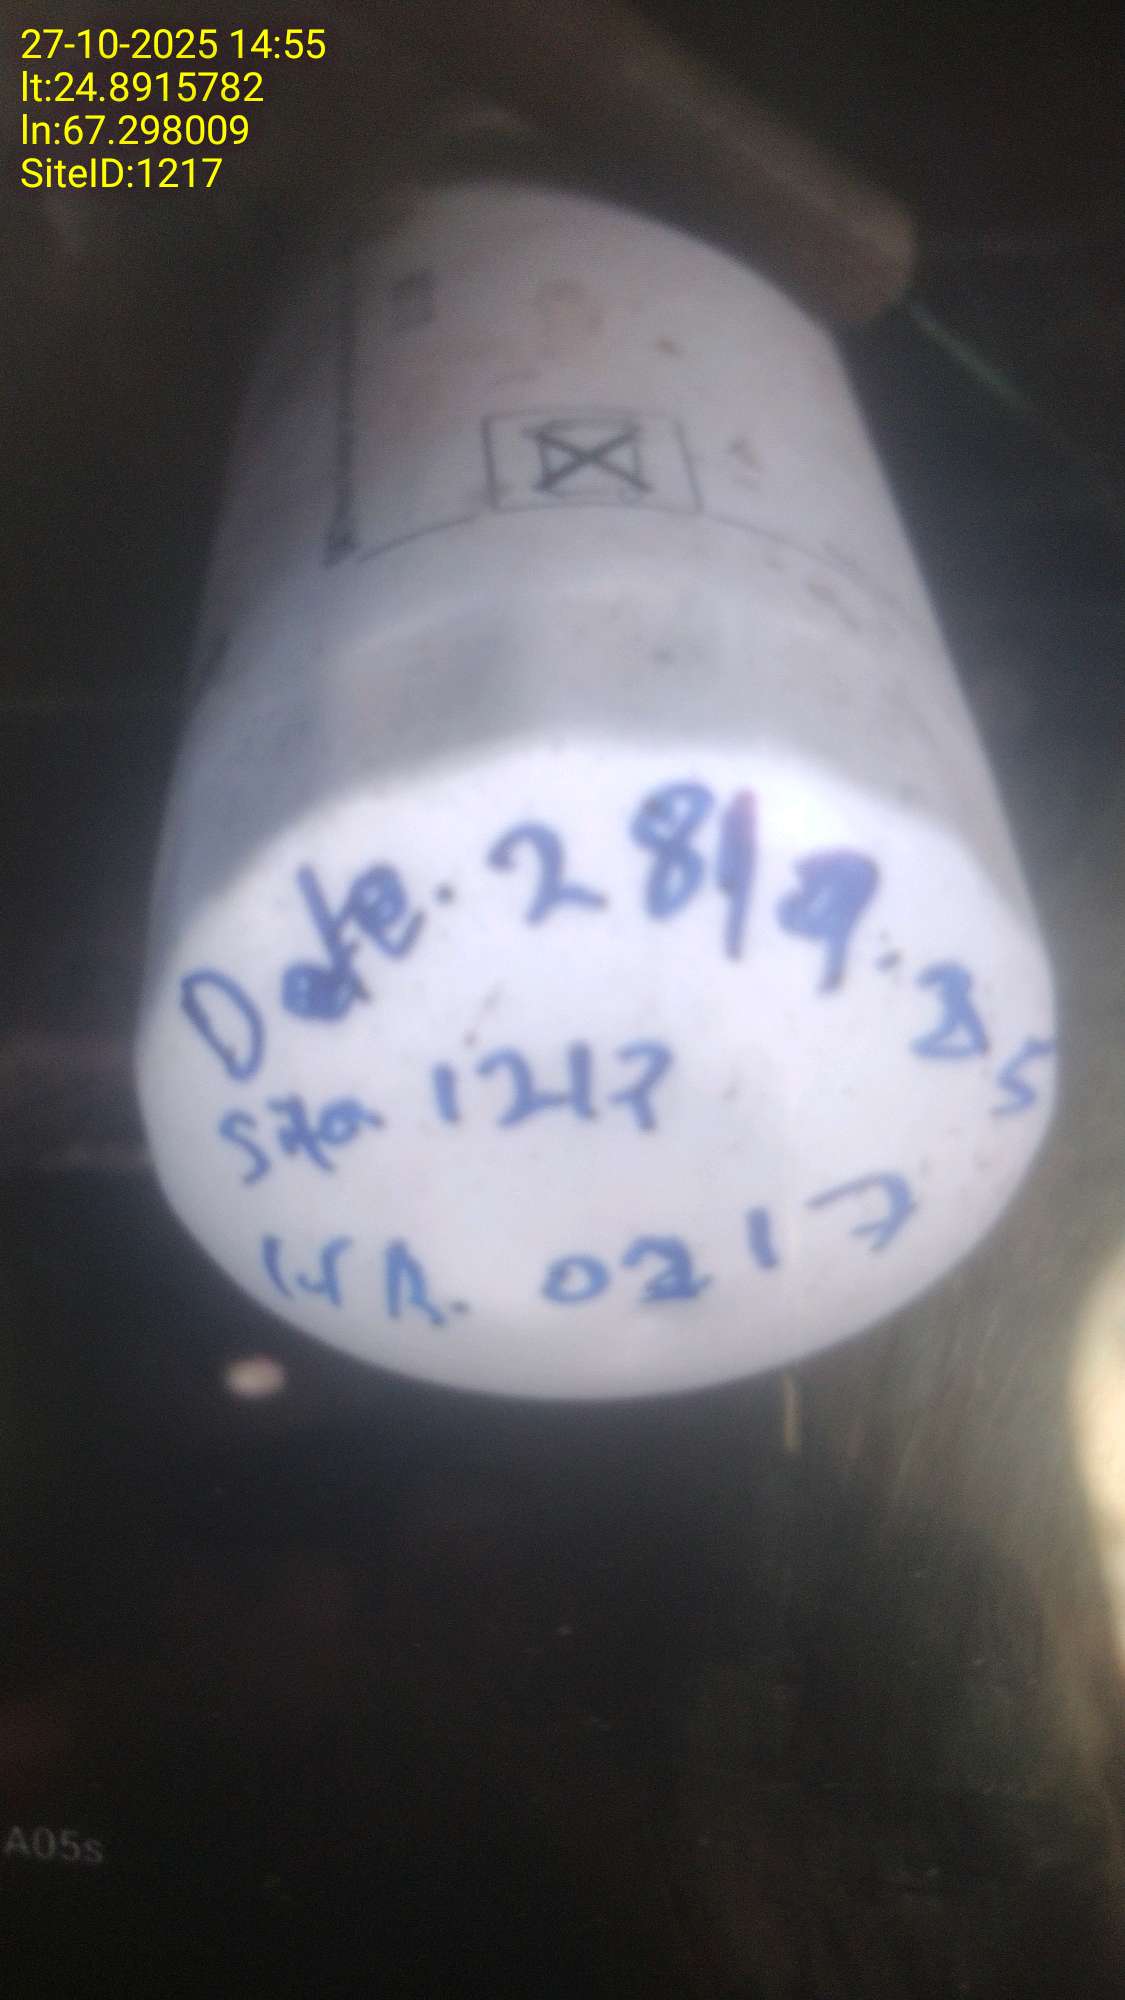 27-10-2025 14:55
lt:24.8915782
ln:67.298009
SiteID:1217
Date. 28/9.25
1217
0217
A05s